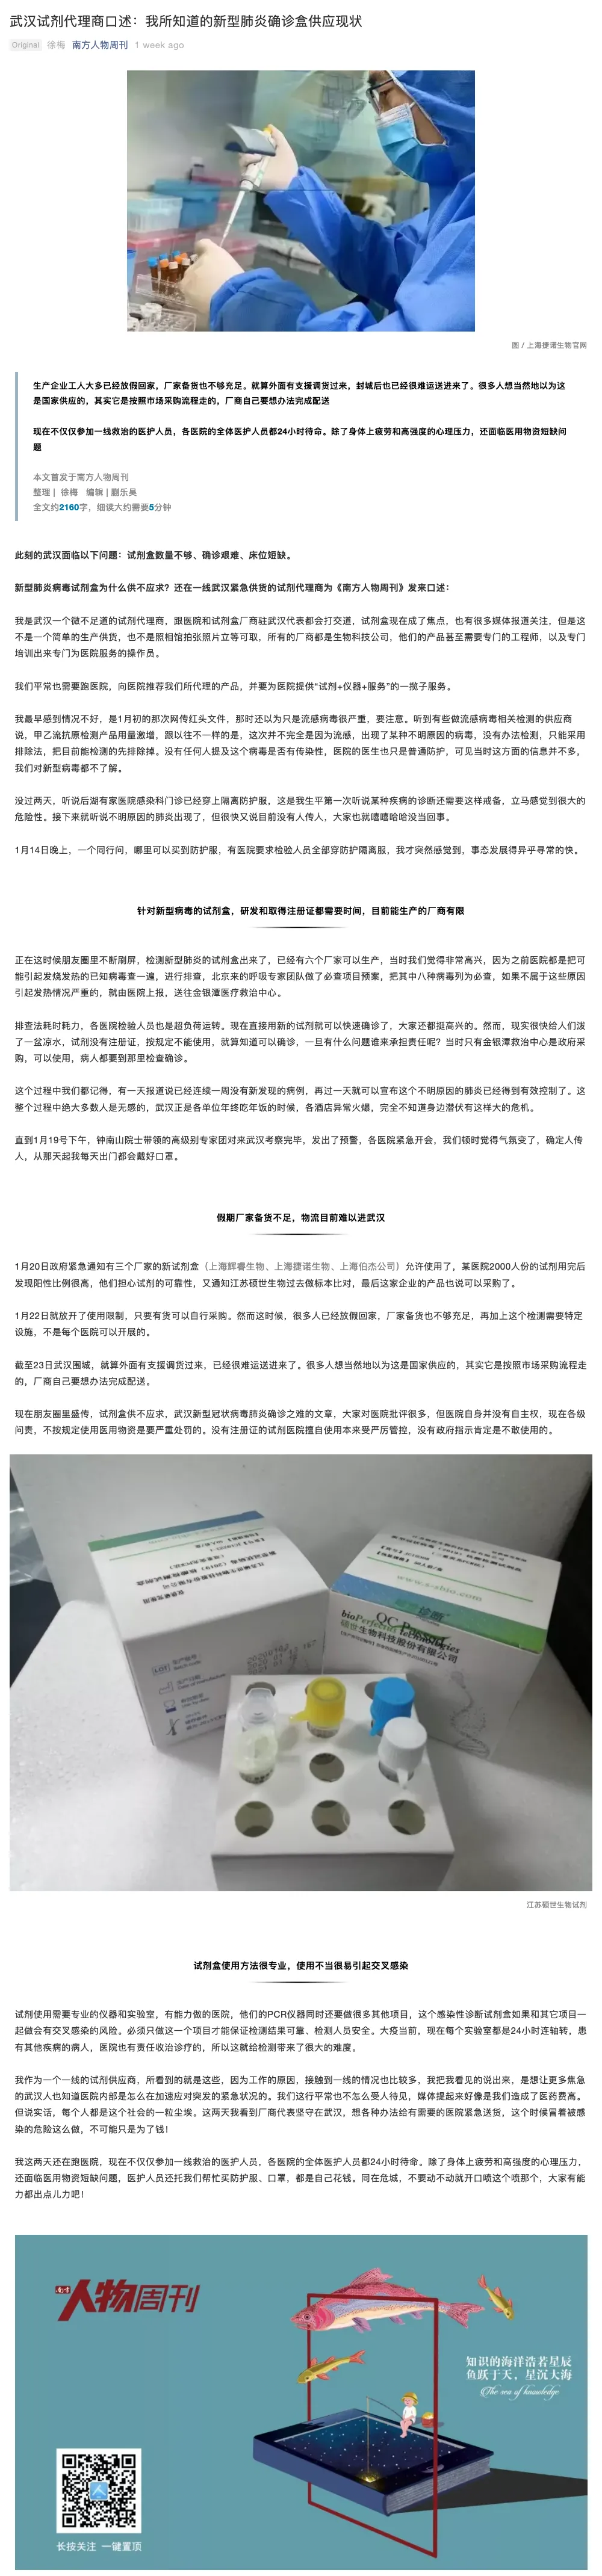 武汉试剂代理商口述：我所知道的新型肺炎确诊盒供应现状
Original 徐梅 南方人物周刊 1 week ago
图 / 上海捷诺生物官网
生产企业工人大多已经放假回家，厂家备货也不够充足。就算外面有支援调货过来，封城后也已经很难运送进来了。很多人想当然地以为这
是国家供应的，其实它是按照市场采购流程走的，厂商自己要想办法完成配送
现在不仅仅参加一线救治的医护人员，各医院的全体医护人员都24小时待命。除了身体上疲劳和高强度的心理压力，还面临医用物资短缺问
题
本文首发于南方人物周刊
整理 | 徐梅 编辑 | 蒯乐昊
全文约2160字，细读大约需要5分钟
此刻的武汉面临以下问题：试剂盒数量不够、确诊艰难、床位短缺。
新型肺炎病毒试剂盒为什么供不应求？还在一线武汉紧急供货的试剂代理商为《南方人物周刊》发来口述：
我是武汉一个微不足道的试剂代理商，跟医院和试剂盒厂商驻武汉代表都会打交道，试剂盒现在成了焦点，也有很多媒体报道关注，但是这
不是一个简单的生产供货，也不是照相馆拍张照片立等可取，所有的厂商都是生物科技公司，他们的产品甚至需要专门的工程师，以及专门
培训出来专门为医院服务的操作员。
我们平常也需要跑医院，向医院推荐我们所代理的产品，并要为医院提供“试剂+仪器+服务”的一揽子服务。
我最早感到情况不好，是1月初的那次网传红头文件，那时还以为只是流感病毒很严重，要注意。听到有些做流感病毒相关检测的供应商
说，甲乙流抗原检测产品用量激增，跟以往不一样的是，这次并不完全是因为流感，出现了某种不明原因的病毒，没有办法检测，只能采用
排除法，把目前能检测的先排除掉。没有任何人提及这个病毒是否有传染性，医院的医生也只是普通防护，可见当时这方面的信息并不多，
我们对新型病毒都不了解。
没过两天，听说后湖有家医院感染科门诊已经穿上隔离防护服，这是我生平第一次听说某种疾病的诊断还需要这样戒备，立马感觉到很大的
危险性。接下来就听说不明原因的肺炎出现了，但很快又说目前没有人传人，大家也就嘻嘻哈哈没当回事。
1月14日晚上，一个同行问，哪里可以买到防护服，有医院要求检验人员全部穿防护隔离服，我才突然感觉到，事态发展得异乎寻常的快。
针对新型病毒的试剂盒，研发和取得注册证都需要时间，目前能生产的厂商有限
正在这时候朋友圈里不断刷屏，检测新型肺炎的试剂盒出来了，已经有六个厂家可以生产，当时我们觉得非常高兴，因为之前医院都是把可
能引起发烧发热的已知病毒查一遍，进行排查，北京来的呼吸专家团队做了必查项目预案，把其中八种病毒列为必查，如果不属于这些原因
引起发热情况严重的，就由医院上报，送往金银潭医疗救治中心。
排查法耗时耗力，各医院检验人员也是超负荷运转。现在直接用新的试剂就可以快速确诊了，大家还都挺高兴的。然而，现实很快给人们泼
了一盆凉水，试剂没有注册证，按规定不能使用，就算知道可以确诊，一旦有什么问题谁来承担责任呢？当时只有金银潭救治中心是政府采
购，可以使用，病人都要到那里检查确诊。
这个过程中我们都记得，有一天报道说已经连续一周没有新发现的病例，再过一天就可以宣布这个不明原因的肺炎已经得到有效控制了。这
整个过程中绝大多数人是无感的，武汉正是各单位年终吃年饭的时候，各酒店异常火爆，完全不知道身边潜伏有这样大的危机。
直到1月19号下午，钟南山院士带领的高级别专家团对来武汉考察完毕，发出了预警，各医院紧急开会，我们顿时觉得气氛变了，确定人传
人，从那天起我每天出门都会戴好口罩。
假期厂家备货不足，物流目前难以进武汉
1月20日政府紧急通知有三个厂家的新试剂盒（上海辉睿生物、上海捷诺生物、上海伯杰公司）允许使用了，某医院2000人份的试剂用完后
发现阳性比例很高，他们担心试剂的可靠性，又通知江苏硕世生物过去做标本比对，最后这家企业的产品也说可以采购了。
1月22日就放开了使用限制，只要有货可以自行采购。然而这时候，很多人已经放假回家，厂家备货也不够充足，再加上这个检测需要特定
设施，不是每个医院可以开展的。
截至23日武汉围城，就算外面有支援调货过来，已经很难运送进来了。很多人想当然地以为这是国家供应的，其实它是按照市场采购流程走
的，厂商自己要想办法完成配送。
现在朋友圈里盛传，试剂盒供不应求，武汉新型冠状病毒肺炎确诊之难的文章，大家对医院批评很多，但医院自身并没有自主权，现在各级
问责，不按规定使用医用物资是要严重处罚的。没有注册证的试剂医院擅自使用本来受严厉管控，没有政府指示肯定是不敢使用的。
www.s-sbio.com
QC Passed
bioPerfectus Technologies
硕世生物科技股份有限公司
江苏硕世生物试剂
试剂盒使用方法很专业，使用不当很易引起交叉感染
试剂使用需要专业的仪器和实验室，有能力做的医院，他们的PCR仪器同时还要做很多其他项目，这个感染性诊断试剂盒如果和其它项目一
起做会有交叉感染的风险。必须只做这一个项目才能保证检测结果可靠、检测人员安全。大疫当前，现在每个实验室都是24小时连轴转，患
有其他疾病的病人，医院也有责任收治诊疗的，所以这就给检测带来了很大的难度。
我作为一个一线的试剂供应商，所看到的就是这些，因为工作的原因，接触到一线的情况也比较多，我把我看见的说出来，是想让更多焦急
的武汉人也知道医院内部是怎么在加速应对突发的紧急状况的。我们这行平常也不怎么受人待见，媒体提起来好像是我们造成了医药费高。
但说实话，每个人都是这个社会的一粒尘埃。这两天我看到厂商代表坚守在武汉，想各种办法给有需要的医院紧急送货，这个时候冒着被感
染的危险这么做，不可能只是为了钱！
我这两天还在跑医院，现在不仅仅参加一线救治的医护人员，各医院的全体医护人员都24小时待命。除了身体上疲劳和高强度的心理压力，
还面临医用物资短缺问题，医护人员还托我们帮忙买防护服、口罩，都是自己花钱。同在危城，不要动不动就开口喷这个喷那个，大家有能
力都出点儿力吧！
南方人物周刊
知识的海洋浩若星辰
鱼跃于天，星沉大海
The sea of knowledge
长按关注 一键置顶